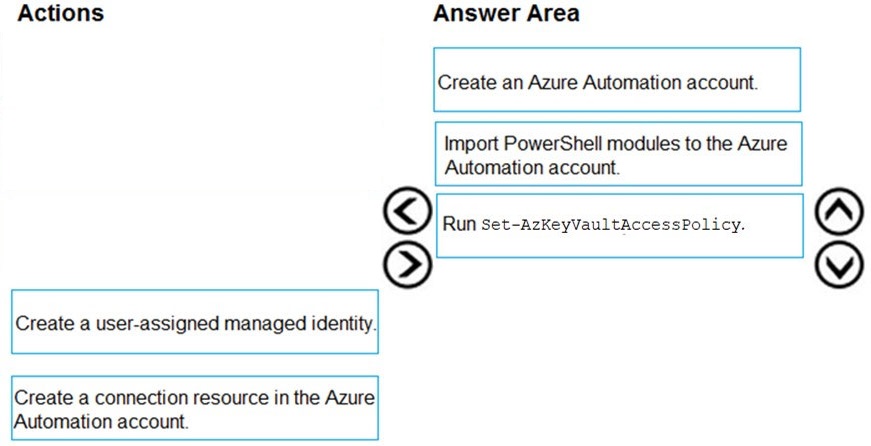 Actions
Answer Area
Create an Azure Automation account.
Import PowerShell modules to the Azure
Automation account.
Run Set-AzKeyVaultAccessPolicy.
Create a user-assigned managed identity.
Create a connection resource in the Azure
Automation account.